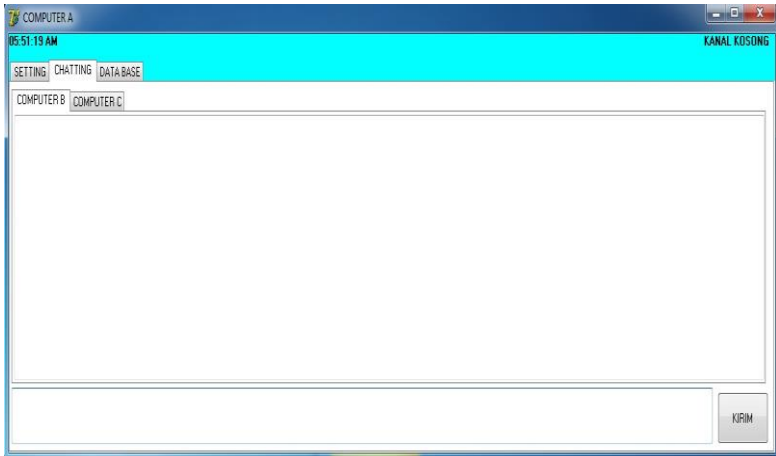 COMPUTER A
05:51:19 AM KANAL KOSONG
SETTING CHATTING DATA BASE
COMPUTER B COMPUTER C
KIRIM